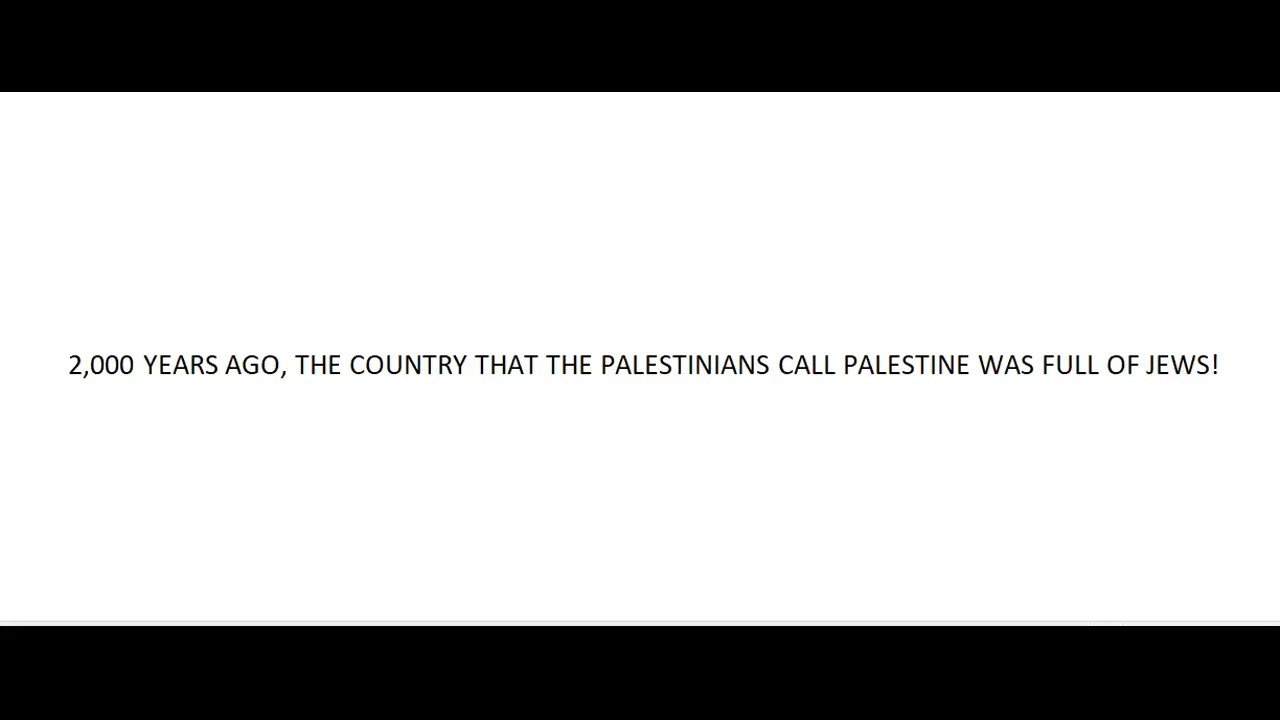 2,000 YEARS AGO, THE COUNTRY THAT THE PALESTINIANS CALL PALESTINE WAS FULL OF JEWS!